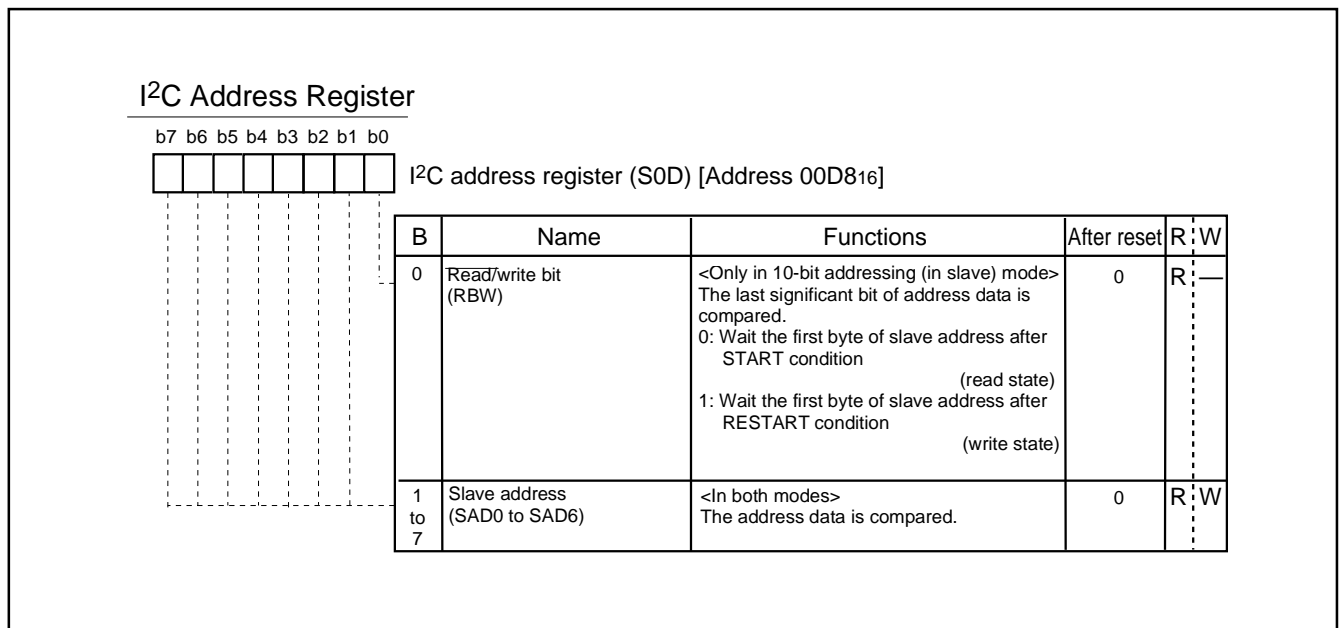 I2C Address Register
b7 b6 b5 b4 b3 b2 b1 b0
I2C address register (S0D) [Address 00D816]
B Name Functions After reset R W
0 Read/write bit (RBW) <Only in 10-bit addressing (in slave) mode> 0 R —
The last significant bit of address data is
compared.
0: Wait the first byte of slave address after
START condition
(read state)
1: Wait the first byte of slave address after
RESTART condition
(write state)
1 to 7 Slave address (SAD0 to SAD6) <In both modes> 0 R W
The address data is compared.